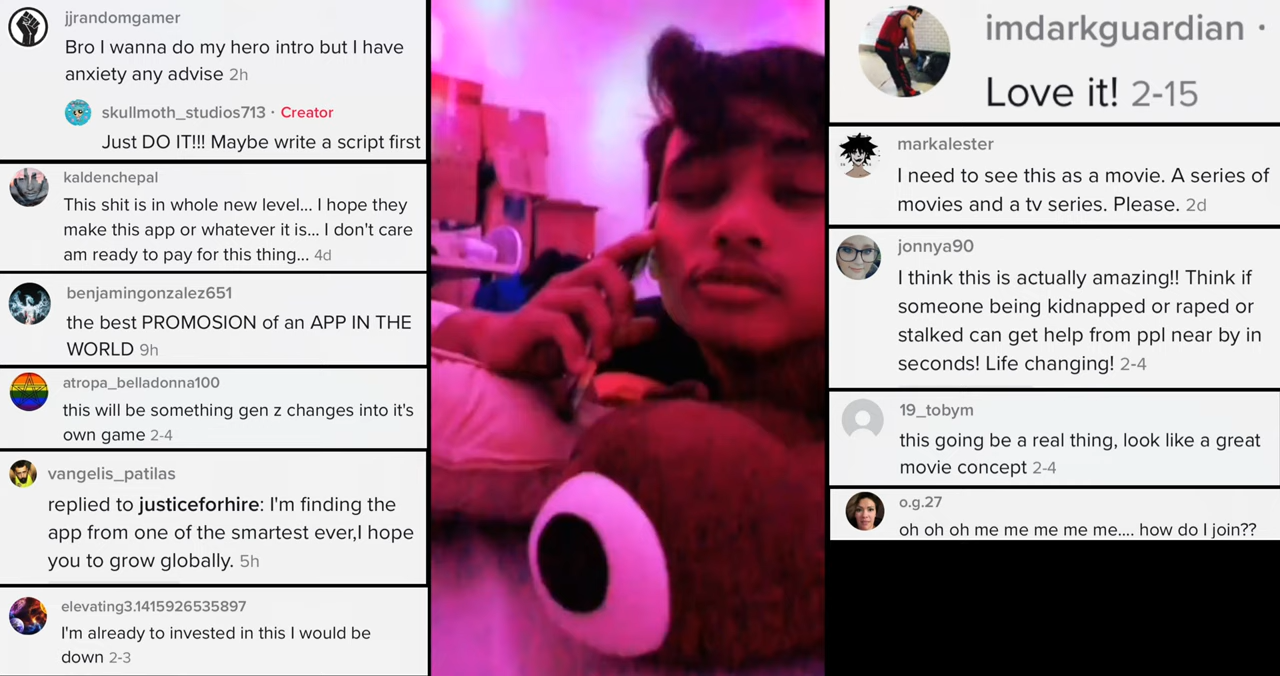 jjrandomgamer
Bro I wanna do my hero intro but I have
anxiety any advise 2h
skullmoth_studios713 · Creator
Just DO IT!!! Maybe write a script first
kaldenchepal
This shit is in whole new level... I hope they
make this app or whatever it is... I don't care
am ready to pay for this thing... 4d
benjamingonzalez651
the best PROMOSION of an APP IN THE
WORLD 9h
atropa_belladonna100
this will be something gen z changes into it's
own game 2-4
vangelis_patilas
replied to justiceforhire: I'm finding the
app from one of the smartest ever,I hope
you to grow globally. 5h
elevating3.1415926535897
I'm already to invested in this I would be
down 2-3
imdarkguardian ·
Love it! 2-15
markalester
I need to see this as a movie. A series of
movies and a tv series. Please. 2d
jonnya90
I think this is actually amazing!! Think if
someone being kidnapped or raped or
stalked can get help from ppl near by in
seconds! Life changing! 2-4
19_tobym
this going be a real thing, look like a great
movie concept 2-4
o.g.27
oh oh oh me me me me me.... how do I join??